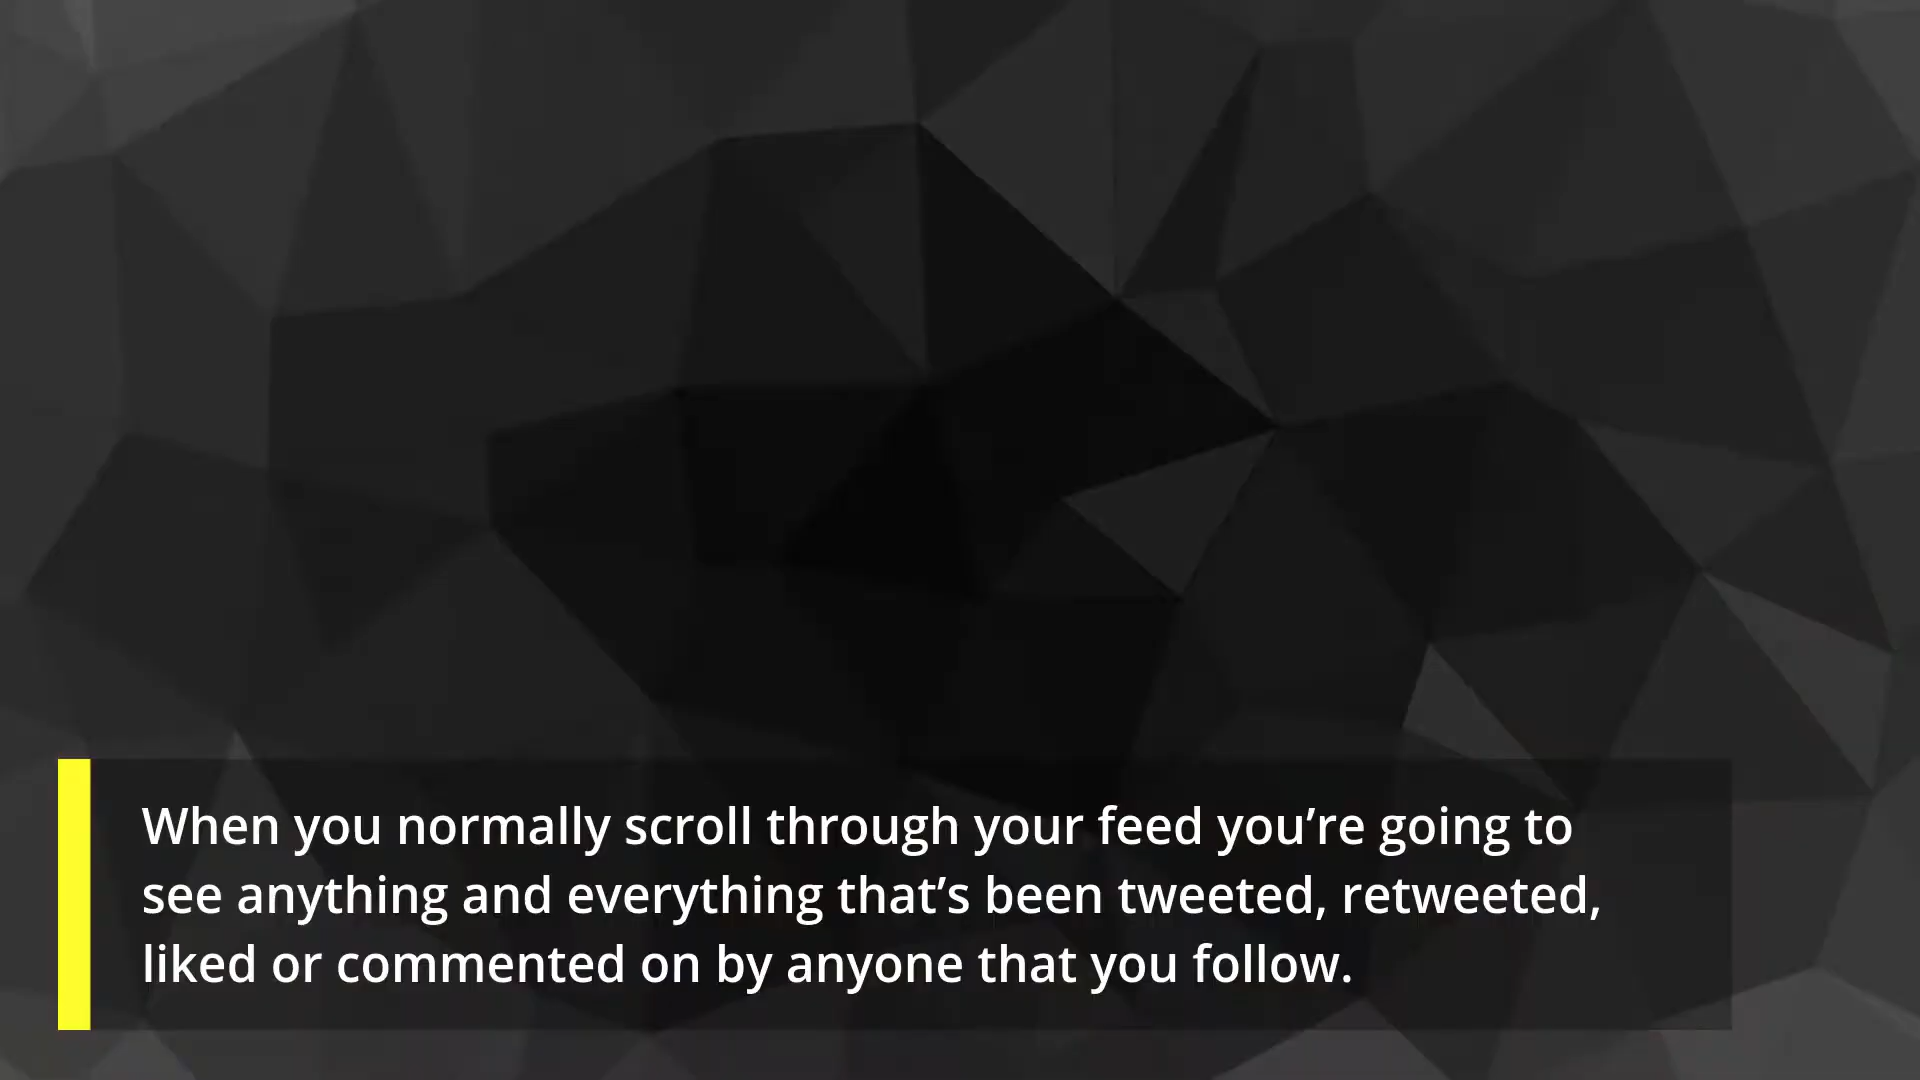 When you normally scroll through your feed you’re going to
see anything and everything that’s been tweeted, retweeted,
liked or commented on by anyone that you follow.